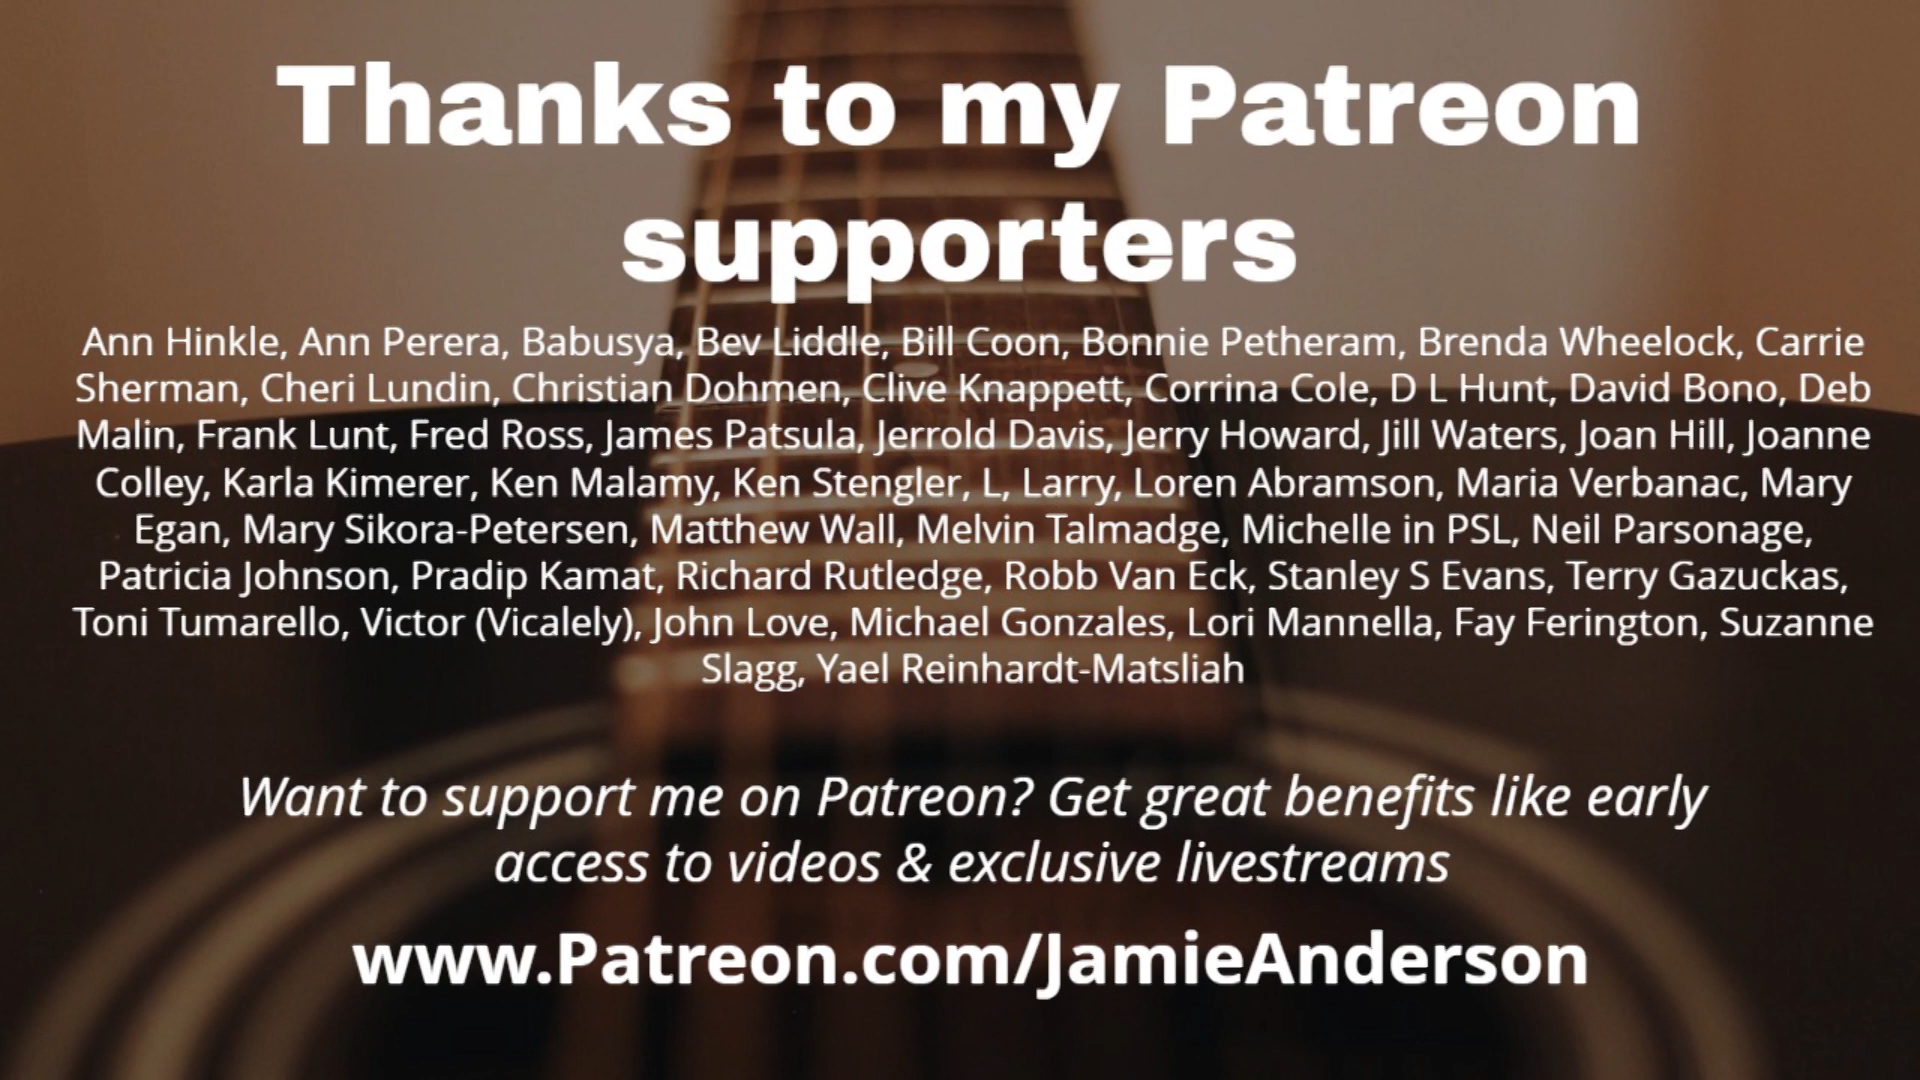 Thanks to my Patreon
supporters
Ann Hinkle, Ann Perera, Babusya, Bev Liddle, Bill Coon, Bonnie Petheram, Brenda Wheelock, Carrie
Sherman, Cheri Lundin, Christian Dohmen, Clive Knappett, Corrina Cole, D L Hunt, David Bono, Deb
Malin, Frank Lunt, Fred Ross, James Patsula, Jerrold Davis, Jerry Howard, Jill Waters, Joan Hill, Joanne
Colley, Karla Kimerer, Ken Malamy, Ken Stengler, L, Larry, Loren Abramson, Maria Verbanac, Mary
Egan, Mary Sikora-Petersen, Matthew Wall, Melvin Talmadge, Michelle in PSL, Neil Parsonage,
Patricia Johnson, Pradip Kamat, Richard Rutledge, Robb Van Eck, Stanley S Evans, Terry Gazuckas,
Toni Tumarello, Victor (Vicalely), John Love, Michael Gonzales, Lori Mannella, Fay Ferington, Suzanne
Slagg, Yael Reinhardt-Matsliah
Want to support me on Patreon? Get great benefits like early
access to videos & exclusive livestreams
www.Patreon.com/JamieAnderson